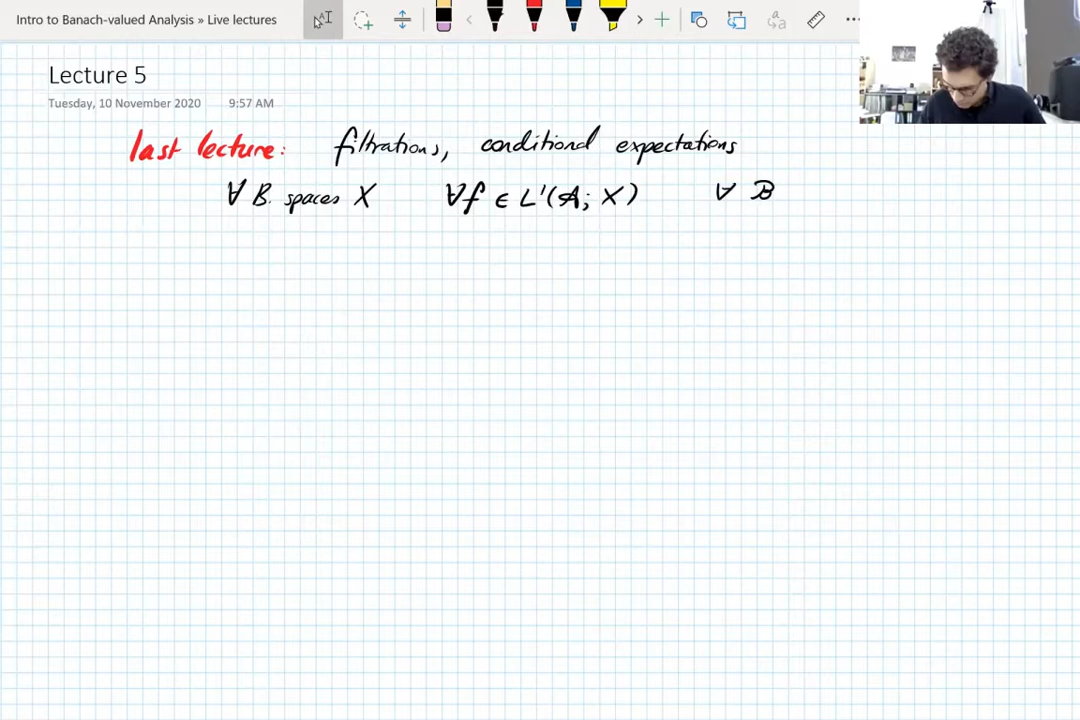 Intro to Banach-valued Analysis » Live lectures
Lecture 5
Tuesday, 10 November 2020 9:57 AM
last lecture: filtrations, conditional expectations
∀ B. spaces X ∀f ∈ L¹(A; X) ∀ B